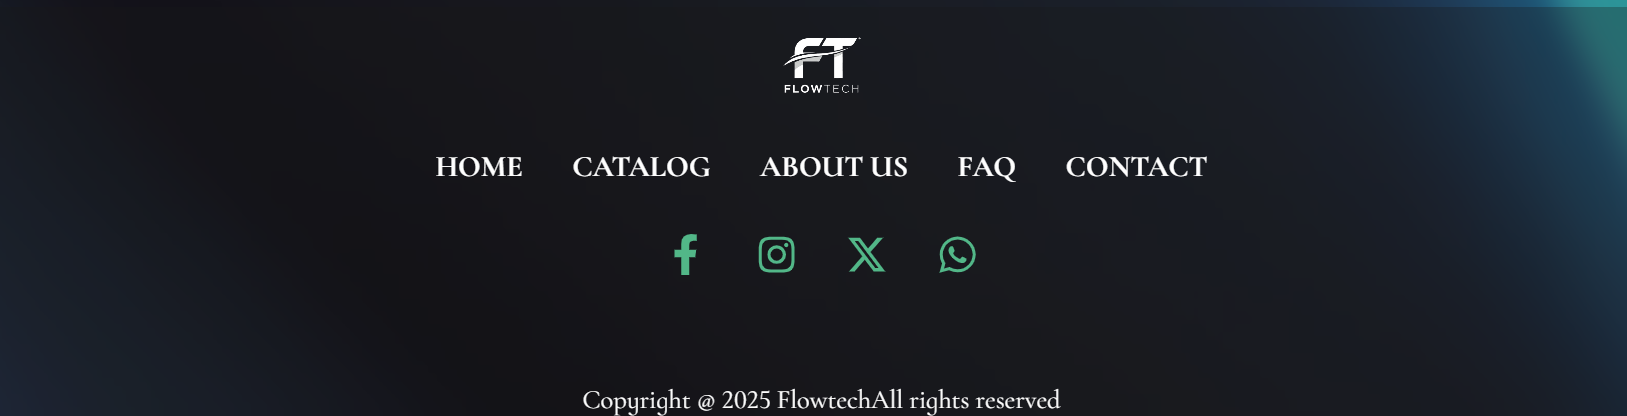 FT
FLOWTECH
HOME CATALOG ABOUT US FAQ CONTACT
Copyright @ 2025 FlowtechAll rights reserved